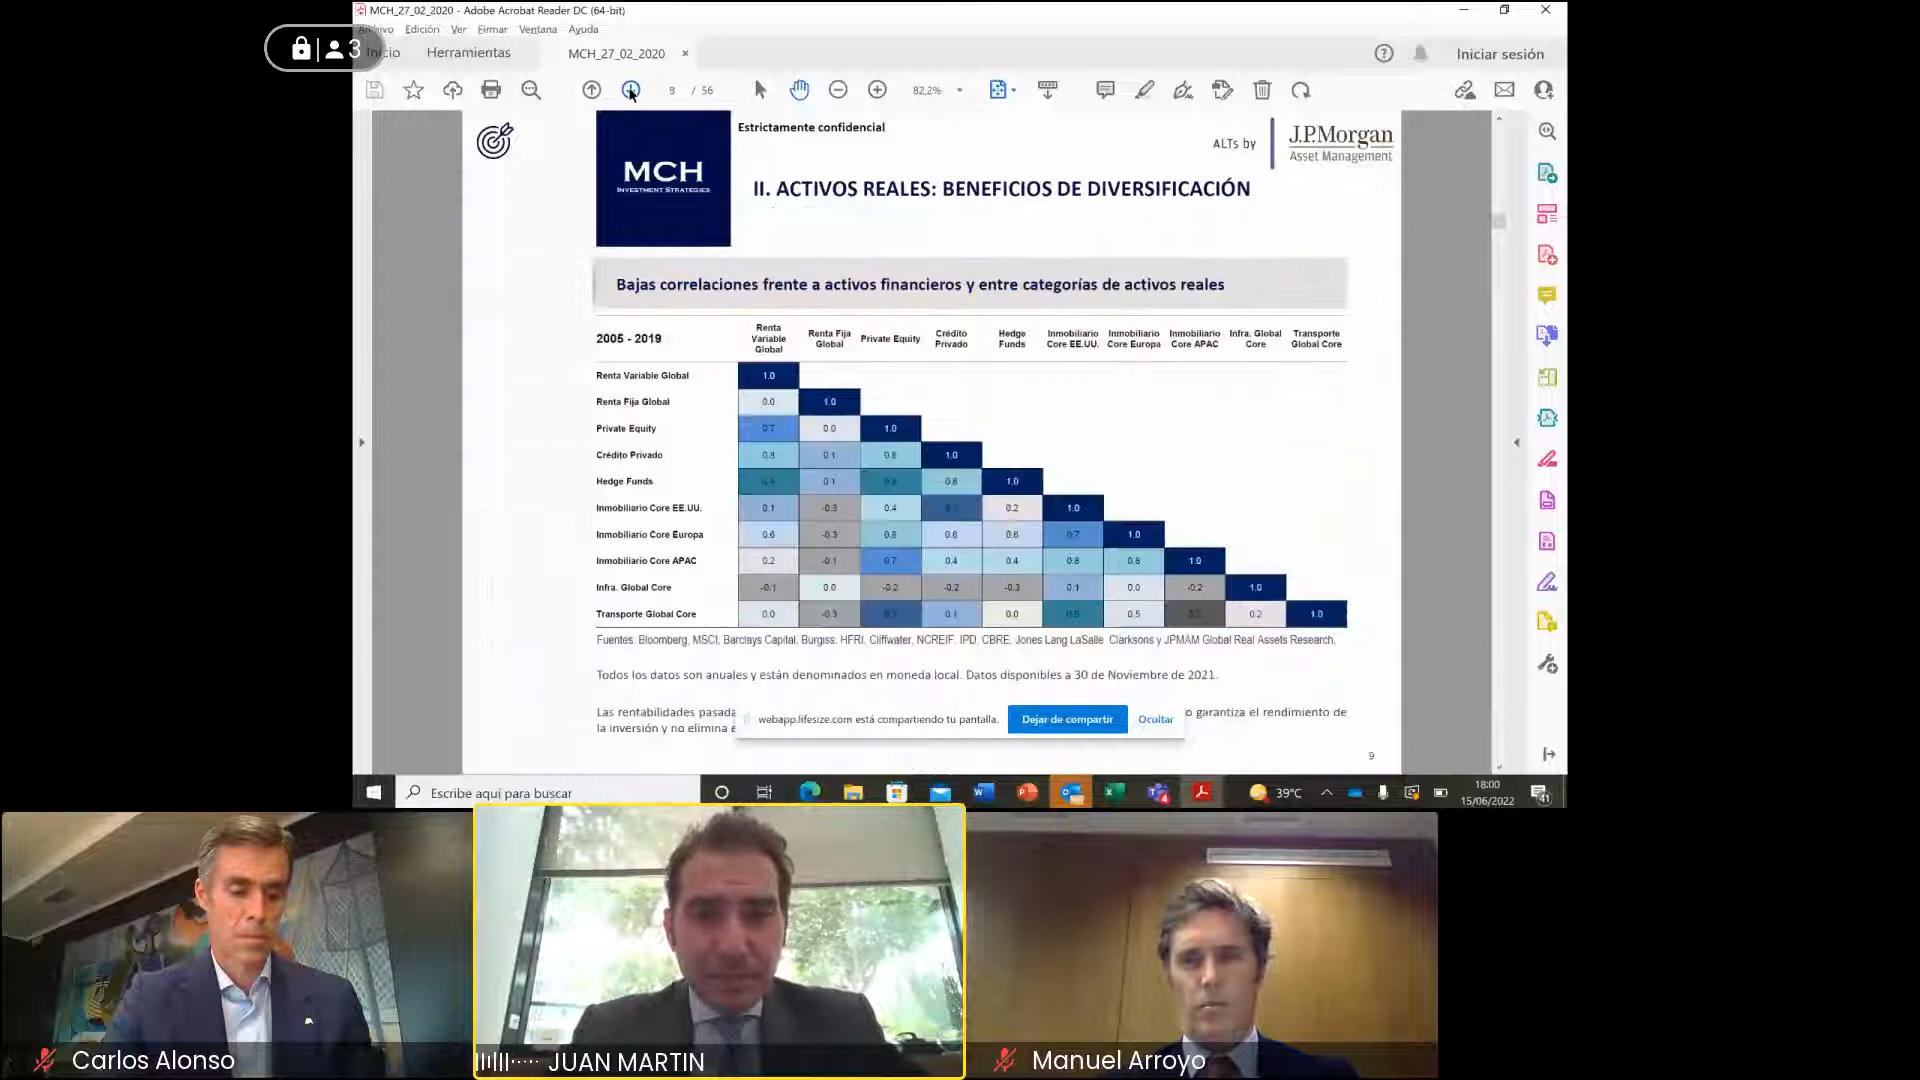 MCH_27_02_2020 - Adobe Acrobat Reader DC (64-bit)
Archivo Edición Ver Firmar Ventana Ayuda
3
Inicio Herramientas MCH_27_02_2020 × Iniciar sesión
9 / 56 82,2%
Estrictamente confidencial
MCH
INVESTMENT STRATEGIES
ALTs by
J.P.Morgan
Asset Management
II. ACTIVOS REALES: BENEFICIOS DE DIVERSIFICACIÓN
Bajas correlaciones frente a activos financieros y entre categorías de activos reales
2005 - 2019 Renta Variable Global Renta Fija Global Private Equity Crédito Privado Hedge Funds Inmobiliario Core EE.UU. Inmobiliario Core Europa Inmobiliario Core APAC Infra. Global Core Transporte Global Core
Renta Variable Global 1.0
Renta Fija Global 0.0 1.0
Private Equity 0.7 0.0 1.0
Crédito Privado 0.8 0.1 0.8 1.0
Hedge Funds 0.1 0.8 1.0
Inmobiliario Core EE.UU. 0.1 -0.3 0.4 0.2 1.0
Inmobiliario Core Europa 0.6 -0.3 0.8 0.6 0.6 0.7 1.0
Inmobiliario Core APAC 0.2 -0.1 0.7 0.4 0.4 0.8 0.8 1.0
Infra. Global Core -0.1 0.0 -0.2 -0.2 -0.3 0.1 0.0 -0.2 1.0
Transporte Global Core 0.0 -0.3 0.1 0.0 0.5 0.2 1.0
Fuentes: Bloomberg, MSCI, Barclays Capital, Burgiss, HFRI, Cliffwater, NCREIF, IPD, CBRE, Jones Lang LaSalle, Clarksons y JPMAM Global Real Assets Research.
Todos los datos son anuales y están denominados en moneda local. Datos disponibles a 30 de Noviembre de 2021.
Las rentabilidades pasada o garantiza el rendimiento de
la inversión y no elimina e
webapp.lifesize.com está compartiendo tu pantalla. Dejar de compartir Ocultar
9
Escribe aquí para buscar
39°C
18:00
15/06/2022
41
Carlos Alonso
JUAN MARTIN
Manuel Arroyo